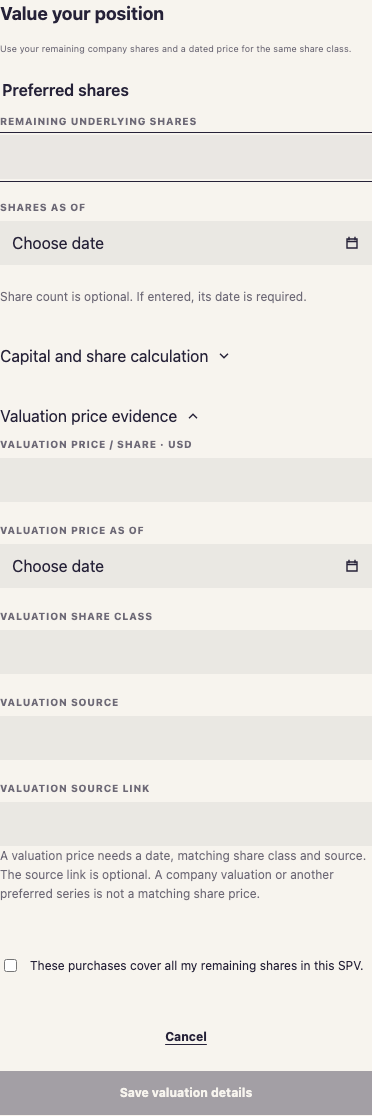 Value your position
Use your remaining company shares and a dated price for the same share class.
Preferred shares
REMAINING UNDERLYING SHARES
SHARES AS OF
Choose date
Share count is optional. If entered, its date is required.
Capital and share calculation
Valuation price evidence
VALUATION PRICE / SHARE · USD
VALUATION PRICE AS OF
Choose date
VALUATION SHARE CLASS
VALUATION SOURCE
VALUATION SOURCE LINK
A valuation price needs a date, matching share class and source.
The source link is optional. A company valuation or another
preferred series is not a matching share price.
These purchases cover all my remaining shares in this SPV.
Cancel
Save valuation details